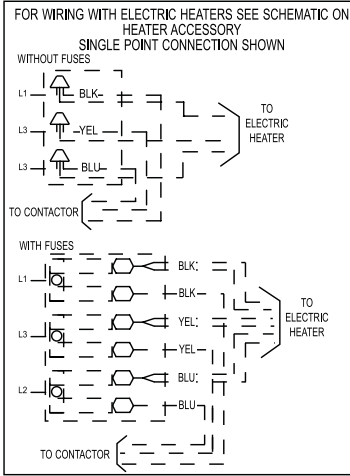 FOR WIRING WITH ELECTRIC HEATERS SEE SCHEMATIC ON
HEATER ACCESSORY
SINGLE POINT CONNECTION SHOWN
WITHOUT FUSES
L1
BLK
TO
ELECTRIC
HEATER
L3
YEL
L3
BLU
TO CONTACTOR
WITH FUSES
BLK
L1
BLK
TO
ELECTRIC
HEATER
YEL
L3
YEL
BLU
L2
BLU
TO CONTACTOR